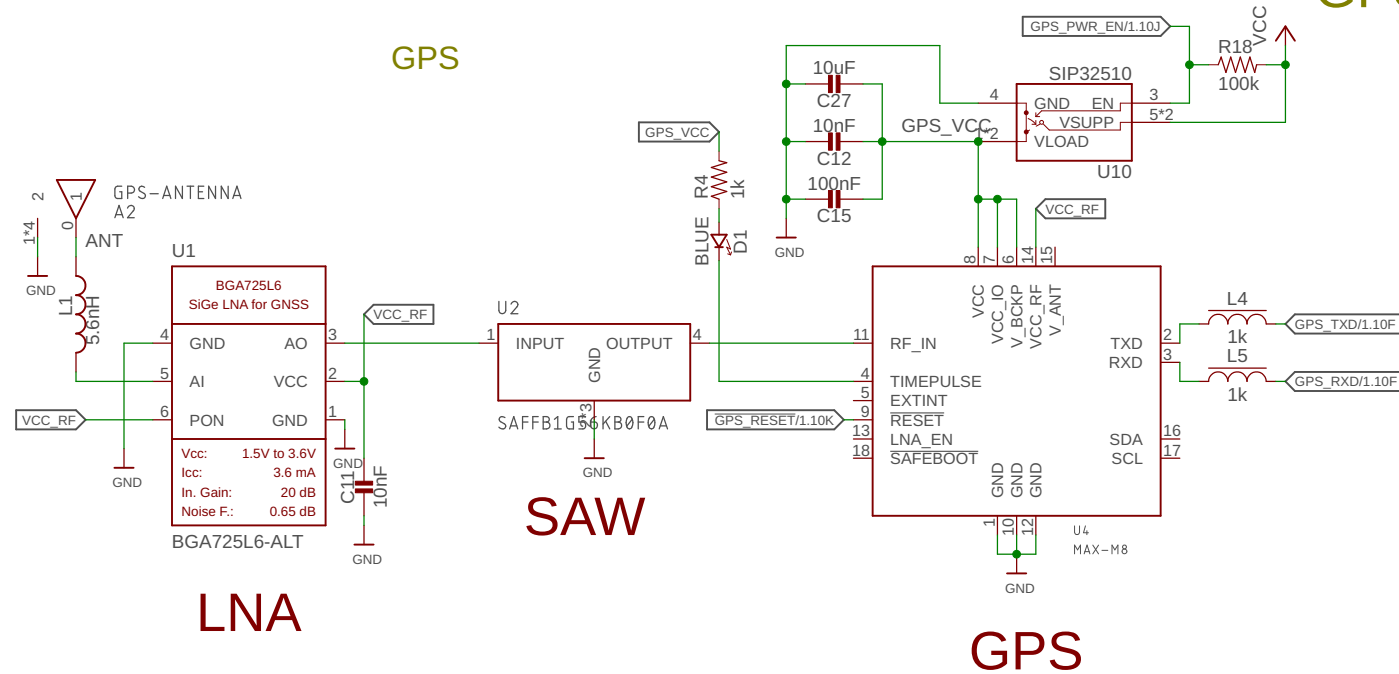 GPS
GPS_PWR_EN/1.10J
VCC
R18
100k
10uF
C27
10nF
C12
100nF
C15
GND
GPS_VCC
SIP32510
4
GND
EN
3
VSUPP
5*2
VLOAD
*2
U10
GPS_VCC
R4
1k
BLUE
D1
2
1
GPS-ANTENNA
A2
1*4
0
ANT
GND
L1
5.6nH
U1
BGA725L6
SiGe LNA for GNSS
4
GND
AO
3
5
AI
VCC
2
6
PON
GND
1
VCC_RF
VCC_RF
Vcc: 1.5V to 3.6V
Icc: 3.6 mA
In. Gain: 20 dB
Noise F.: 0.65 dB
BGA725L6-ALT
GND
GND
C11
10nF
GND
LNA
U2
1
INPUT
OUTPUT
4
GND
*3
SAFFB1G56KB0F0A
GND
SAW
VCC_RF
8
7
6
14
15
VCC
VCC_IO
V_BCKP
VCC_RF
V_ANT
11
RF_IN
4
TIMEPULSE
5
EXTINT
9
RESET
13
LNA_EN
18
SAFEBOOT
GPS_RESET/1.10K
TXD
2
RXD
3
SDA
16
SCL
17
GND
GND
GND
1
10
12
GND
U4
MAX-M8
L4
1k
GPS_TXD/1.10F
L5
1k
GPS_RXD/1.10F
GPS